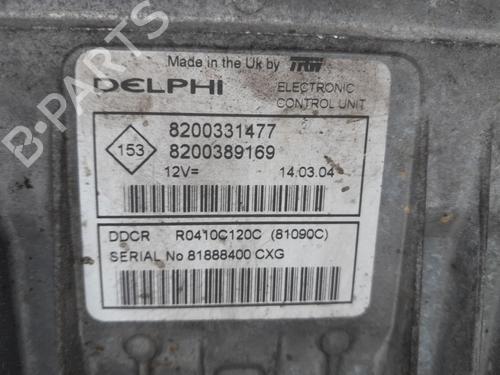 Made in the Uk by TRW
DELPHI
ELECTRONIC
CONTROL UNIT
153
8200331477
8200389169
12V=
14.03.04
DDCR R0410C120C (81090C)
SERIAL No 81888400 CXG
B-PARTS